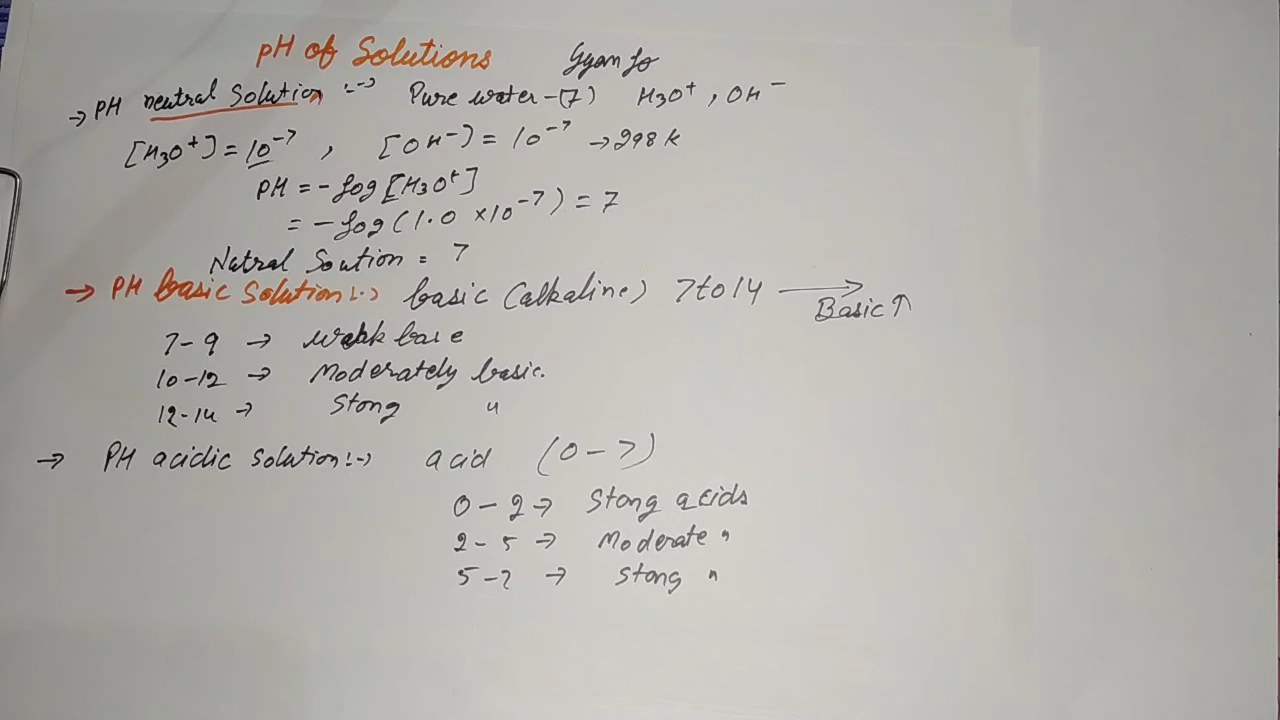 pH of Solutions Gyan fo
→ PH neutral Solution :-> Pure water -(7) H3O+ , OH-
[H3O+] = 10-7 , [OH-] = 10-7 → 298 k
PH = - log [H3O+]
= - log (1.0 x10-7) = 7
Natral Soution = 7
→ PH basic Solution :-> basic (alkaline) 7 to 14 → Basic ↑
7-9 → weak base
10-12 → Moderately basic.
12-14 → Stong "
→ PH acidic Solution :-> acid (0-7)
0-2 → Stong acids
2-5 → Moderate "
5-7 → Stong "